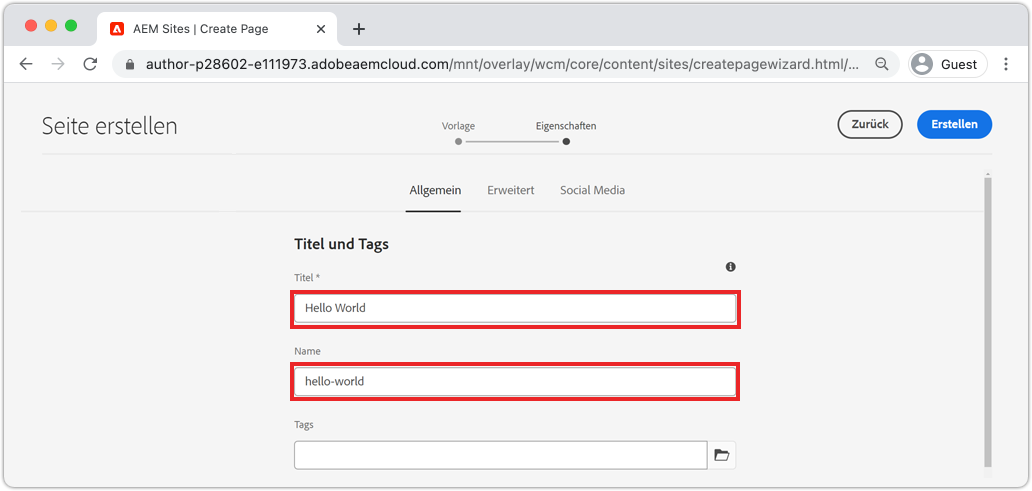 AEM Sites | Create Page
author-p28602-e111973.adobeaemcloud.com/mnt/overlay/wcm/core/content/sites/createpagewizard.html/...
Guest
Seite erstellen
Vorlage
Eigenschaften
Zurück
Erstellen
Allgemein
Erweitert
Social Media
Titel und Tags
Titel *
Hello World
Name
hello-world
Tags